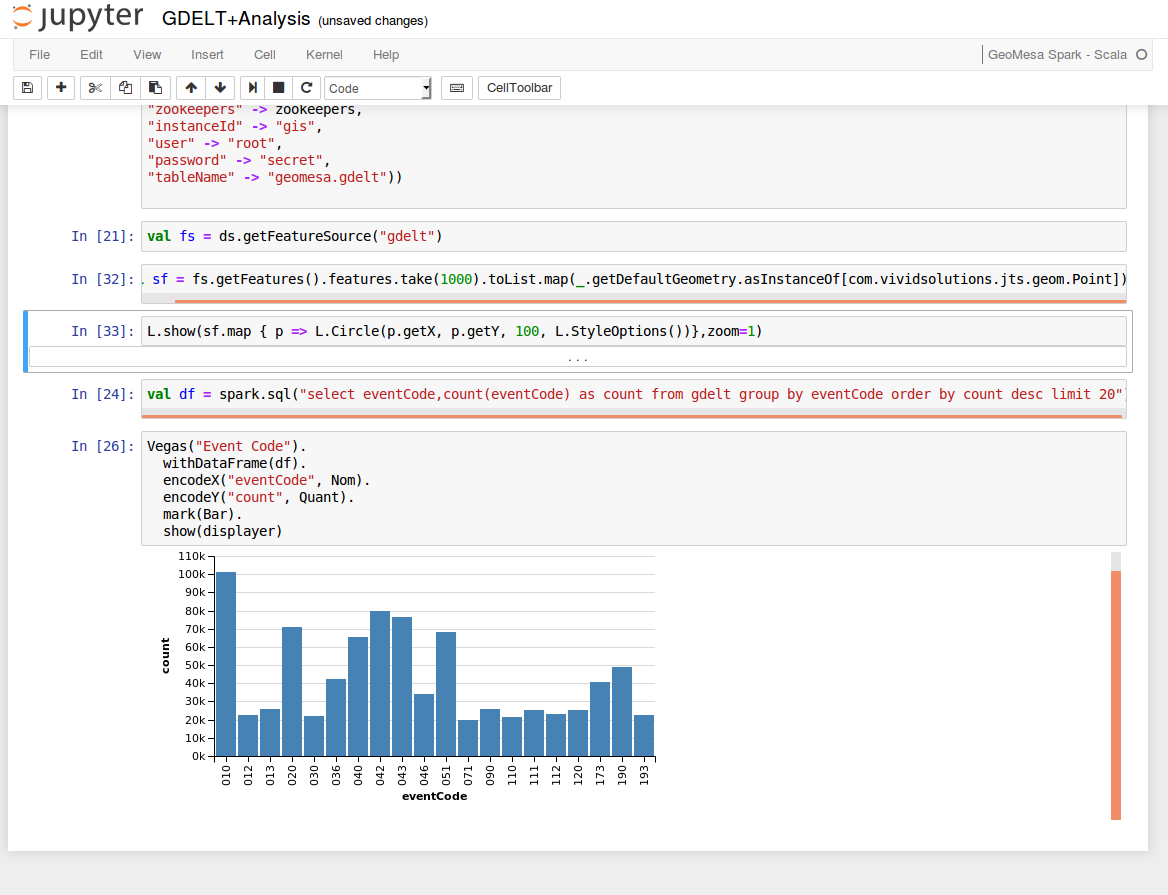 jupyter GDELT+Analysis (unsaved changes)
File Edit View Insert Cell Kernel Help GeoMesa Spark - Scala
Code CellToolbar
"zookeepers" -> zookeepers,
"instanceId" -> "gis",
"user" -> "root",
"password" -> "secret",
"tableName" -> "geomesa.gdelt"))
In [21]: val fs = ds.getFeatureSource("gdelt")
In [32]: sf = fs.getFeatures().features.take(1000).toList.map(_.getDefaultGeometry.asInstanceOf[com.vividsolutions.jts.geom.Point])
In [33]: L.show(sf.map { p => L.Circle(p.getX, p.getY, 100, L.StyleOptions())},zoom=1)
...
In [24]: val df = spark.sql("select eventCode,count(eventCode) as count from gdelt group by eventCode order by count desc limit 20"
In [26]: Vegas("Event Code").
withDataFrame(df).
encodeX("eventCode", Nom).
encodeY("count", Quant).
mark(Bar).
show(displayer)
110k
100k
90k
80k
70k
60k
50k
40k
30k
20k
10k
0k
count
010 012 013 020 030 036 040 042 043 046 051 071 090 110 111 112 120 173 190 193
eventCode